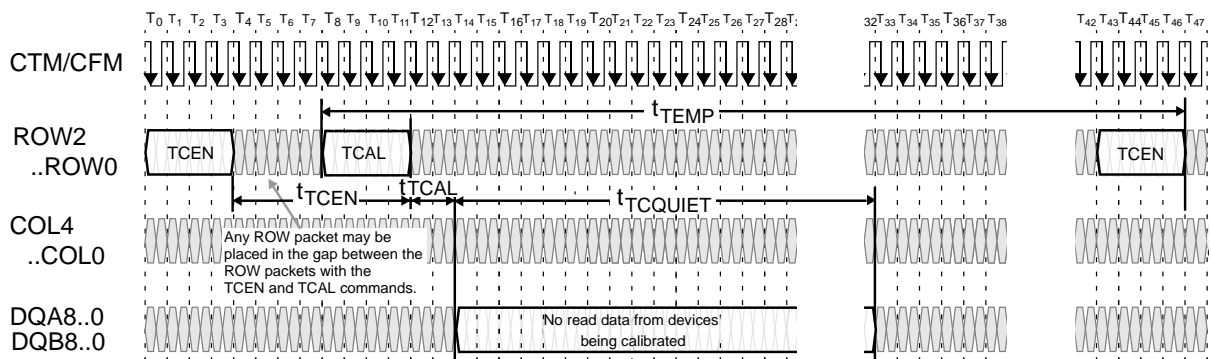 T0 T1 T2 T3 T4 T5 T6 T7 T8 T9 T10 T11 T12 T13 T14 T15 T16 T17 T18 T19 T20 T21 T22 T23 T24 T25 T26 T27 T28 32 T33 T34 T35 T36 T37 T38 T42 T43 T44 T45 T46 T47
CTM/CFM
tTEMP
ROW2
..ROW0
TCEN TCAL TCEN
tTCEN tTCAL tTCQUIET
COL4
..COL0
Any ROW packet may be
placed in the gap between the
ROW packets with the
TCEN and TCAL commands.
DQA8..0
DQB8..0
No read data from devices
being calibrated